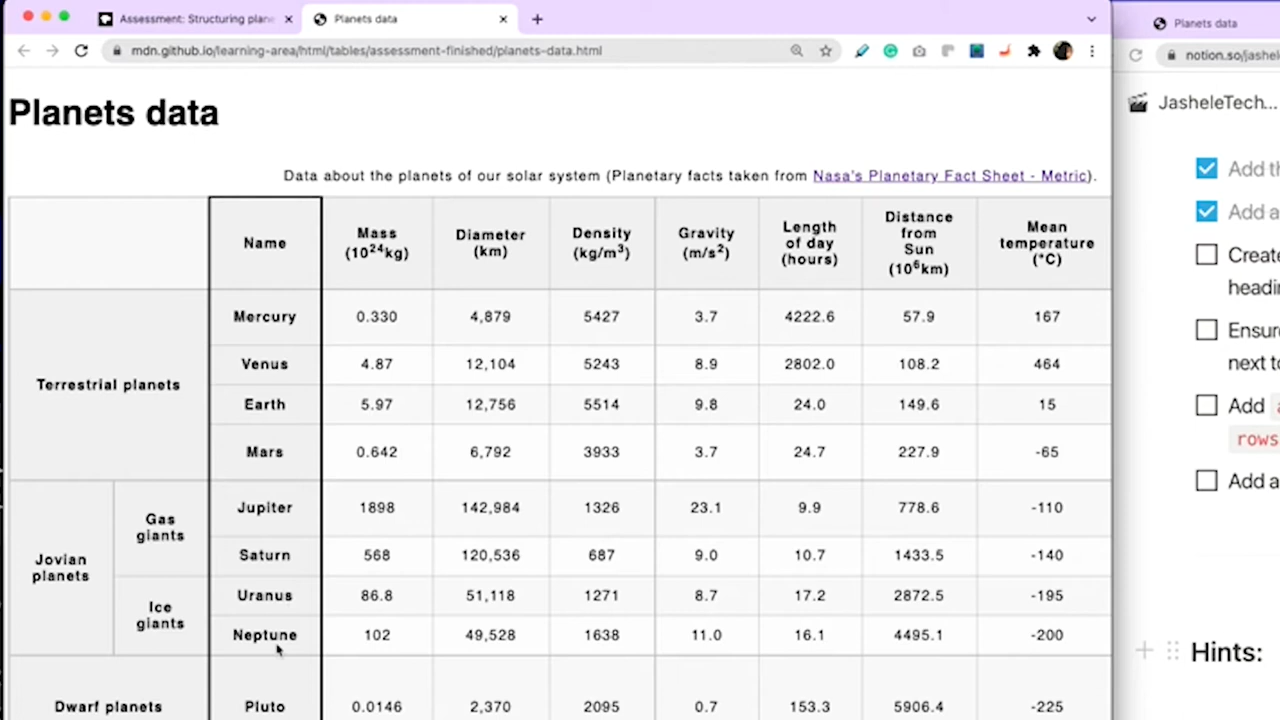 Assessment: Structuring plane
Planets data
Planets data
mdn.github.io/learning-area/html/tables/assessment-finished/planets-data.html
notion.so/jashele
Planets data
JasheleTech...
Data about the planets of our solar system (Planetary facts taken from Nasa's Planetary Fact Sheet - Metric).
Name Mass (10²⁴kg) Diameter (km) Density (kg/m³) Gravity (m/s²) Length of day (hours) Distance from Sun (10⁶km) Mean temperature (°C)
Terrestrial planets
Mercury 0.330 4,879 5427 3.7 4222.6 57.9 167
Venus 4.87 12,104 5243 8.9 2802.0 108.2 464
Earth 5.97 12,756 5514 9.8 24.0 149.6 15
Mars 0.642 6,792 3933 3.7 24.7 227.9 -65
Jovian planets
Gas giants
Jupiter 1898 142,984 1326 23.1 9.9 778.6 -110
Saturn 568 120,536 687 9.0 10.7 1433.5 -140
Ice giants
Uranus 86.8 51,118 1271 8.7 17.2 2872.5 -195
Neptune 102 49,528 1638 11.0 16.1 4495.1 -200
Dwarf planets Pluto 0.0146 2,370 2095 0.7 153.3 5906.4 -225
Add th
Add a
Create
headin
Ensure
next to
Add a
rows
Add a
Hints: